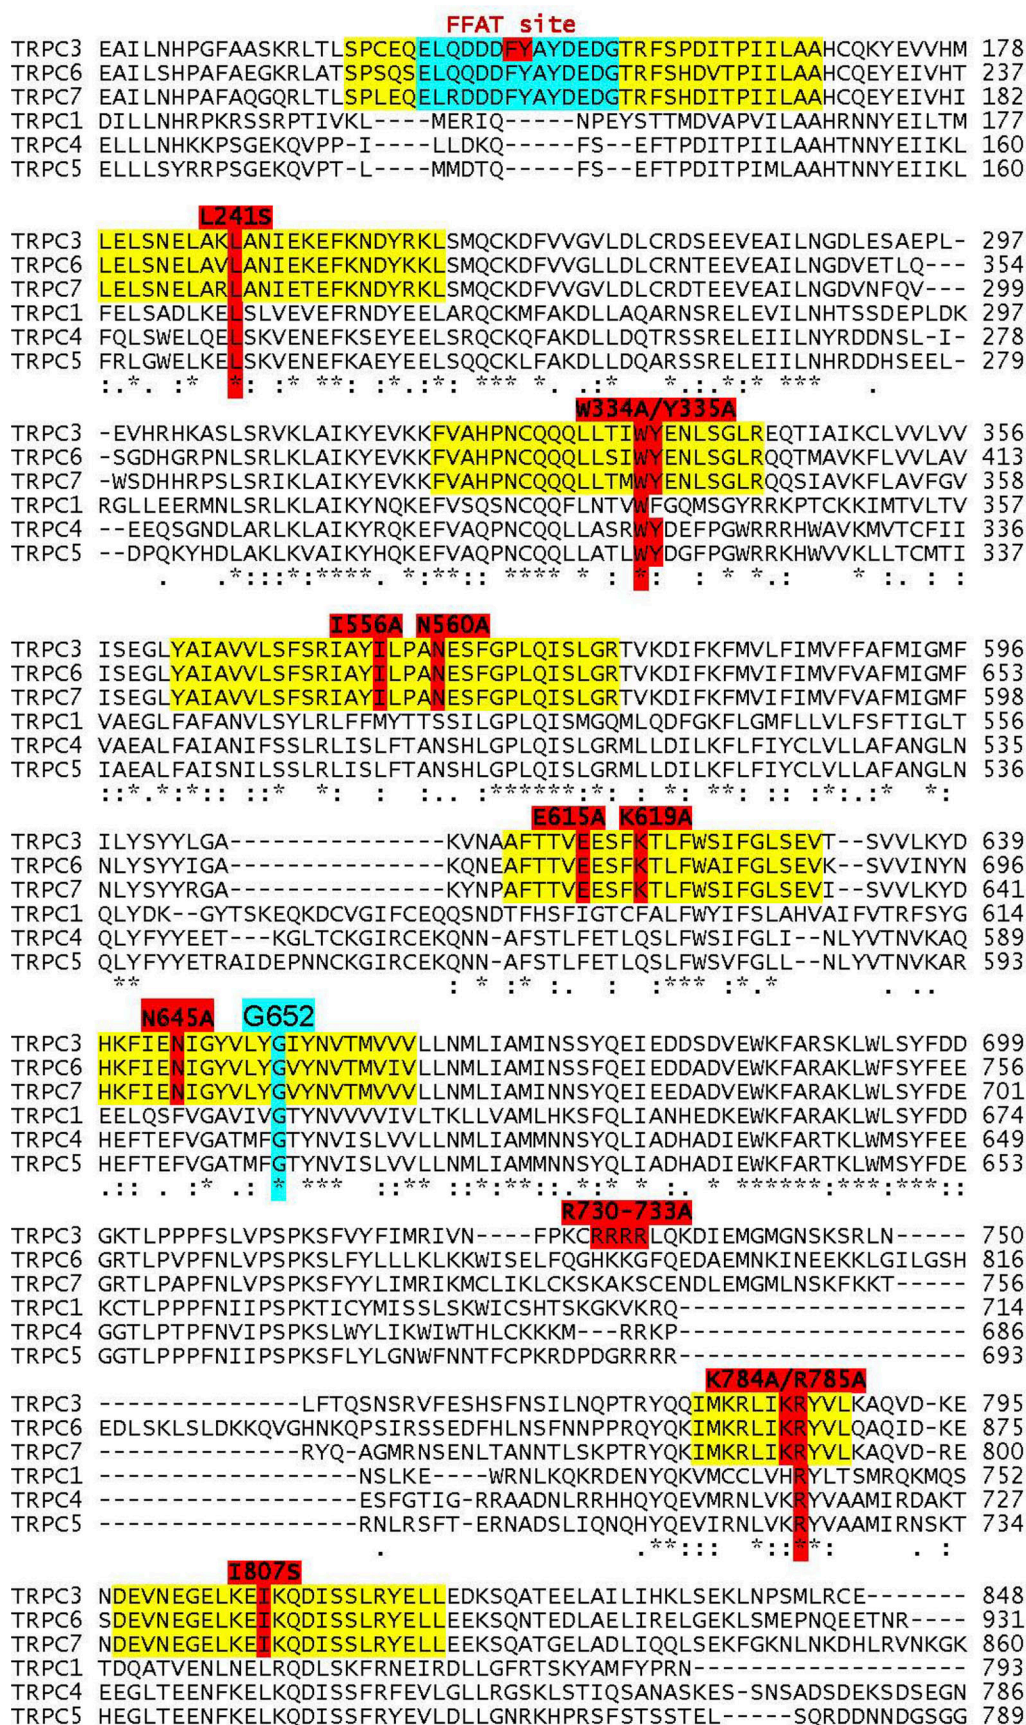 FFAT site
TRPC3 EAILNHPGFAASKRLTLSPCEQELQDDDFYAYDEDGTRFSPDITPIILAAHCQKYEVVHM 178
TRPC6 EAILSHPAFAEGKRLATSPSQSELQQDDFYAYDEDGTRFSHDVTPIILAAHCQEYEIVHT 237
TRPC7 EAILNHPAFAQGQRLTLSPLEQELRDDDFYAYDEDGTRFSHDITPIILAAHCQEYEIVHI 182
TRPC1 DILLNHRPKRSSRPTIVKL----MERIQ-----NPEYSTTMDVAPVILAAHRNNYEILTM 177
TRPC4 ELLLNHKKPSGEKQVPP-I----LLDKQ-----FS--EFTPDITPIILAAHTNNYEIIKL 160
TRPC5 ELLLSYRRPSGEKQVPT-L----MMDTQ-----FS--EFTPDITPIMLAAHTNNYEIIKL 160
L241S
TRPC3 LELSNELAKLANIEKEFKNDYRKLSMQCKDFVVGVLDLCRDSEEVEAILNGDLESAEPL- 297
TRPC6 LELSNELAVLANIEKEFKNDYKKLSMQCKDFVVGLLDLCRNTEEVEAILNGDVETLQ--- 354
TRPC7 LELSNELARLANIETEFKNDYRKLSMQCKDFVVGVLDLCRDTEEVEAILNGDVNFQV--- 299
TRPC1 FELSADLKELSLVEVEFRNDYEELARQCKMFAKDLLAQARNSRELEVILNHTSSDEPLDK 297
TRPC4 FQLSWELQELSKVENEFKSEYEELSRQCKLFAKDLLDQTRSSRELEIILNYRDDNSL-I- 278
TRPC5 FRLGWELKELSKVENEFKAEYEELSQQCKLFAKDLLDQARSSRELEIILNHRDDHSEEL- 279
:.*. :* *: :* **: :*.:*: *** *. .:* *.:.:* *** .
W334A/Y335A
TRPC3 -EVHRHKASLSRVKLAIKYEVKKFVAHPNCQQQLLTIWYENLSGLREQTIAIKCLVVLVV 356
TRPC6 -SGDHGRPNLSRLKLAIKYEVKKFVAHPNCQQQLLSIWYENLSGLRQQTMAVKFLVVLAV 413
TRPC7 -WSDHHRPSLSRIKLAIKYEVKKFVAHPNCQQQLLTMWYENLSGLRQQSIAVKFLAVFGV 358
TRPC1 RGLLEERMNLSRLKLAIKYNQKEFVSQSNCQQFLNTVWFGQMSGYRRKPTCKKIMTVLTV 357
TRPC4 --EEQSGNDLARLKLAIKYRQKEFVAQPNCQQLLASRWYDEFPGWRRRHWAVKMVTCFII 336
TRPC5 --DPQKYHDLAKLKVAIKYHQKEFVAQPNCQQLLATLWYDGFPGWRRKHWVVKLLTCMTI 337
. .*:::*:****. *:**:: **** * : *: : * *.: * :. : :
I556A N560A
TRPC3 ISEGLYAIAVVLSFSRIAYILPANESFGPLQISLGRTVKDIFKFMVLFIMVFFAFMIGMF 596
TRPC6 ISEGLYAIAVVLSFSRIAYILPANESFGPLQISLGRTVKDIFKFMVIFIMVFVAFMIGMF 653
TRPC7 ISEGLYAIAVVLSFSRIAYILPANESFGPLQISLGRTVKDIFKFMVIFIMVFVAFMIGMF 598
TRPC1 VAEGLFAFANVLSYLRLFFMYTTSSILGPLQISMGQMLQDFGKFLGMFLLVLFSFTIGLT 556
TRPC4 VAEALFAIANIFSSLRLISLFTANSHLGPLQISLGRMLLDILKFLFIYCLVLLAFANGLN 535
TRPC5 IAEALFAISNILSSLRLISLFTANSHLGPLQISLGRMLLDILKFLFIYCLVLLAFANGLN 536
::*.*:*:: ::* *: : :.. :******:*: : *: **: :: :*:.:* *:
E615A K619A
TRPC3 ILYSYYLGA---------------KVNAAFTTVEESFKTLFWSIFGLSEVT--SVVLKYD 639
TRPC6 NLYSYYIGA---------------KQNEAFTTVEESFKTLFWAIFGLSEVK--SVVINYN 696
TRPC7 NLYSYYRGA---------------KYNPAFTTVEESFKTLFWSIFGLSEVI--SVVLKYD 641
TRPC1 QLYDK--GYTSKEQKDCVGIFCEQQSNDTFHSFIGTCFALFWYIFSLAHVAIFVTRFSYG 614
TRPC4 QLYFYYEET---KGLTCKGIRCEKQNN-AFSTLFETLQSLFWSIFGLI--NLYVTNVKAQ 589
TRPC5 QLYFYYETRAIDEPNNCKGIRCEKQNN-AFSTLFETLQSLFWSVFGLL--NLYVTNVKAR 593
** : * :* :. : :*** :*.* . ..
N645A G652
TRPC3 HKFIENIGYVLYGIYNVTMVVVLLNMLIAMINSSYQEIEDDSDVEWKFARSKLWLSYFDD 699
TRPC6 HKFIENIGYVLYGVYNVTMVIVLLNMLIAMINSSFQEIEDDADVEWKFARAKLWFSYFEE 756
TRPC7 HKFIENIGYVLYGVYNVTMVVVLLNMLIAMINNSYQEIEEDADVEWKFARAKLWLSYFDE 701
TRPC1 EELQSFVGAVIVGTYNVVVVIVLTKLLVAMLHKSFQLIANHEDKEWKFARAKLWLSYFDD 674
TRPC4 HEFTEFVGATMFGTYNVISLVVLLNMLIAMMNNSYQLIADHADIEWKFARTKLWMSYFEE 649
TRPC5 HEFTEFVGATMFGTYNVISLVVLLNMLIAMMNNSYQLIADHADIEWKFARTKLWMSYFDE 653
.:: . :* .: * *** ::** ::*:**::.*:* * :. * ******:***:***::
R730-733A
TRPC3 GKTLPPPFSLVPSPKSFVYFIMRIVN----FPKCRRRRLQKDIEMGMGNSKSRLN----- 750
TRPC6 GRTLPVPFNLVPSPKSLFYLLLKLKKWISELFQGHKKGFQEDAEMNKINEEKKLGILGSH 816
TRPC7 GRTLPAPFNLVPSPKSFYYLIMRIKMCLIKLCKSKAKSCENDLEMGMLNSKFKKT----- 756
TRPC1 KCTLPPPFNIIPSPKTICYMISSLSKWICSHTSKGKVKRQ-------------------- 714
TRPC4 GGTLPTPFNVIPSPKSLWYLIKWIWTHLCKKKM---RRKP-------------------- 686
TRPC5 GGTLPPPFNIIPSPKSFLYLGNWFNNTFCPKRDPDGRRRR-------------------- 693
K784A/R785A
TRPC3 --------------LFTQSNSRVFESHSFNSILNQPTRYQQIMKRLIKRYVLKAQVD-KE 795
TRPC6 EDLSKLSLDKKQVGHNKQPSIRSSEDFHLNSFNNPPRQYQKIMKRLIKRYVLQAQID-KE 875
TRPC7 --------------RYQ-AGMRNSENLTANNTLSKPTRYQKIMKRLIKRYVLKAQVD-RE 800
TRPC1 ------------------NSLKE----WRNLKQKRDENYQKVMCCLVHRYLTSMRQKMQS 752
TRPC4 ------------------ESFGTIG-RRAADNLRRHHQYQEVMRNLVKRYVAAMIRDAKT 727
TRPC5 ------------------RNLRSFT-ERNADSLIQNQHYQEVIRNLVKRYVAAMIRNSKT 734
. .**::: *::**: . :
I807S
TRPC3 NDEVNEGELKEIKQDISSLRYELLEDKSQATEELAILIHKLSEKLNPSMLRCE------- 848
TRPC6 SDEVNEGELKEIKQDISSLRYELLEEKSQNTEDLAELIRELGEKLSMEPNQEETNR---- 931
TRPC7 NDEVNEGELKEIKQDISSLRYELLEEKSQATGELADLIQQLSEKFGKNLNKDHLRVNKGK 860
TRPC1 TDQATVENLNELRQDLSKFRNEIRDLLGFRTSKYAMFYPRN------------------- 793
TRPC4 EEGLTEENFKELKQDISSFRFEVLGLLRGSKLSTIQSANASKES-SNSADSDEKSDSEGN 786
TRPC5 HEGLTEENFKELKQDISSFRYEVLDLLGNRKHPRSFSTSSTEL-----SQRDDNNDGSGG 789